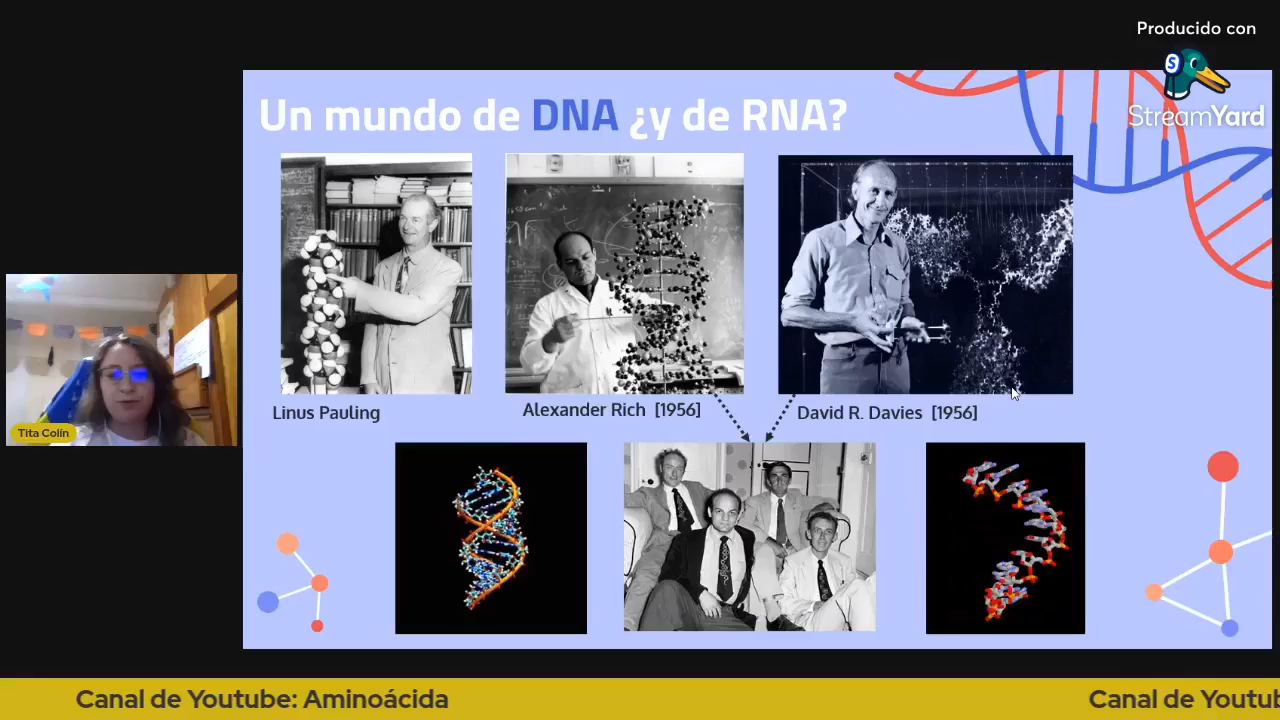 Producido con
StreamYard
Un mundo de DNA ¿y de RNA?
Linus Pauling
Alexander Rich [1956]
David R. Davies [1956]
Tita Colín
Canal de Youtube: Aminoácida
Canal de Youtub